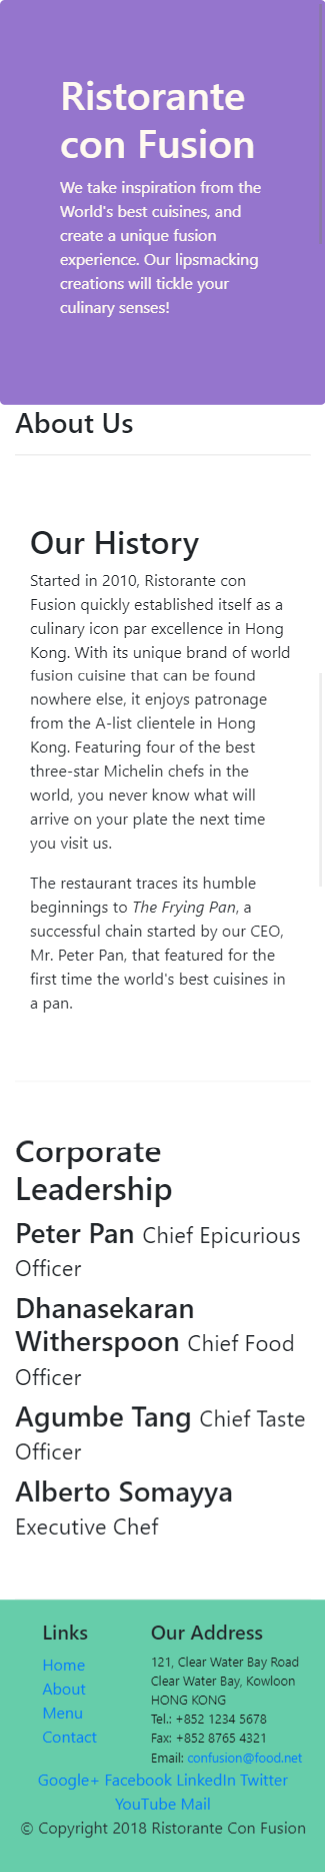 Ristorante
con Fusion
We take inspiration from the
World's best cuisines, and
create a unique fusion
experience. Our lipsmacking
creations will tickle your
culinary senses!
About Us
Our History
Started in 2010, Ristorante con
Fusion quickly established itself as a
culinary icon par excellence in Hong
Kong. With its unique brand of world
fusion cuisine that can be found
nowhere else, it enjoys patronage
from the A-list clientele in Hong
Kong. Featuring four of the best
three-star Michelin chefs in the
world, you never know what will
arrive on your plate the next time
you visit us.
The restaurant traces its humble
beginnings to The Frying Pan, a
successful chain started by our CEO,
Mr. Peter Pan, that featured for the
first time the world's best cuisines in
a pan.
Corporate
Leadership
Peter Pan Chief Epicurious
Officer
Dhanasekaran
Witherspoon Chief Food
Officer
Agumbe Tang Chief Taste
Officer
Alberto Somayya
Executive Chef
Links
Home
About
Menu
Contact
Our Address
121, Clear Water Bay Road
Clear Water Bay, Kowloon
HONG KONG
Tel.: +852 1234 5678
Fax: +852 8765 4321
Email: confusion@food.net
Google+ Facebook LinkedIn Twitter
YouTube Mail
© Copyright 2018 Ristorante Con Fusion